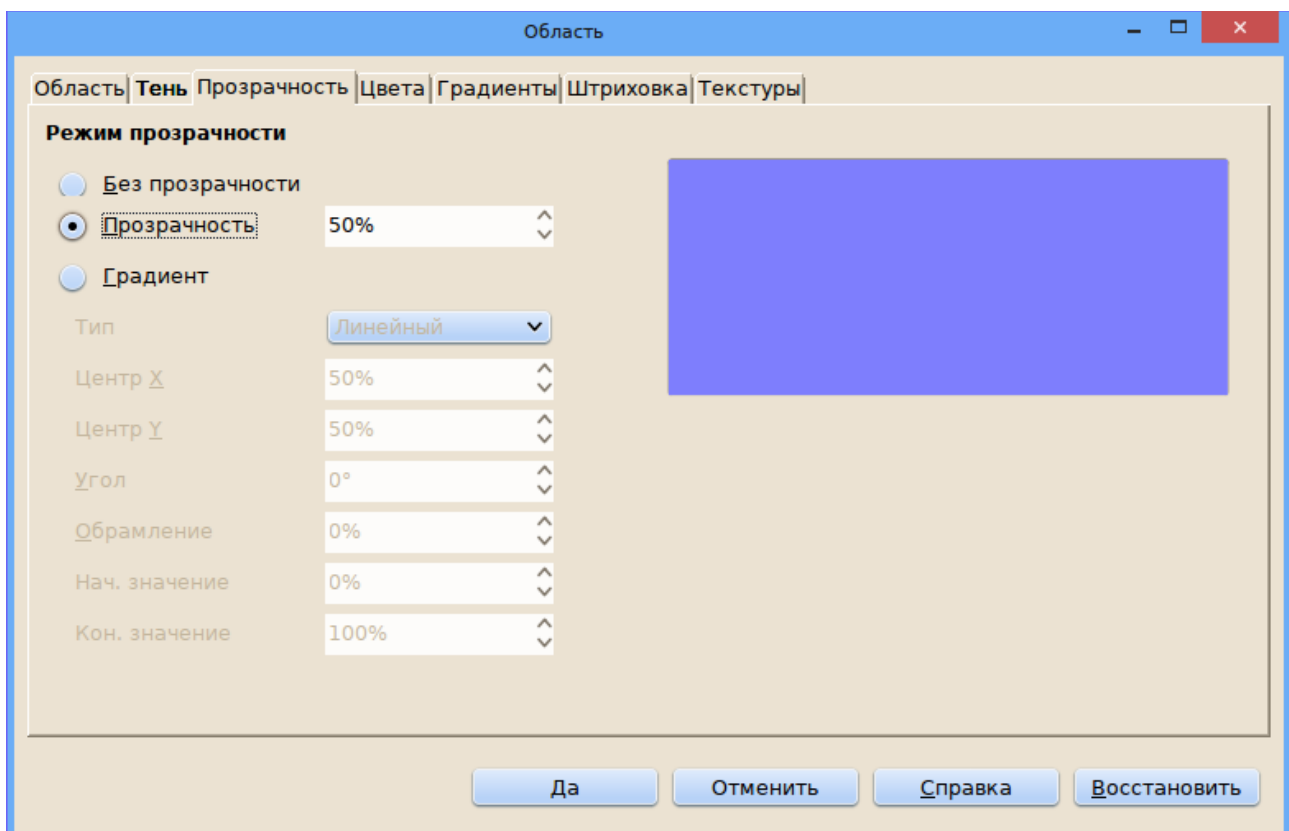 Область
Область Тень Прозрачность Цвета Градиенты Штриховка Текстуры
Режим прозрачности
Без прозрачности
Прозрачность 50%
Градиент
Тип Линейный
Центр X 50%
Центр Y 50%
Угол 0°
Обрамление 0%
Нач. значение 0%
Кон. значение 100%
Да Отменить Справка Восстановить